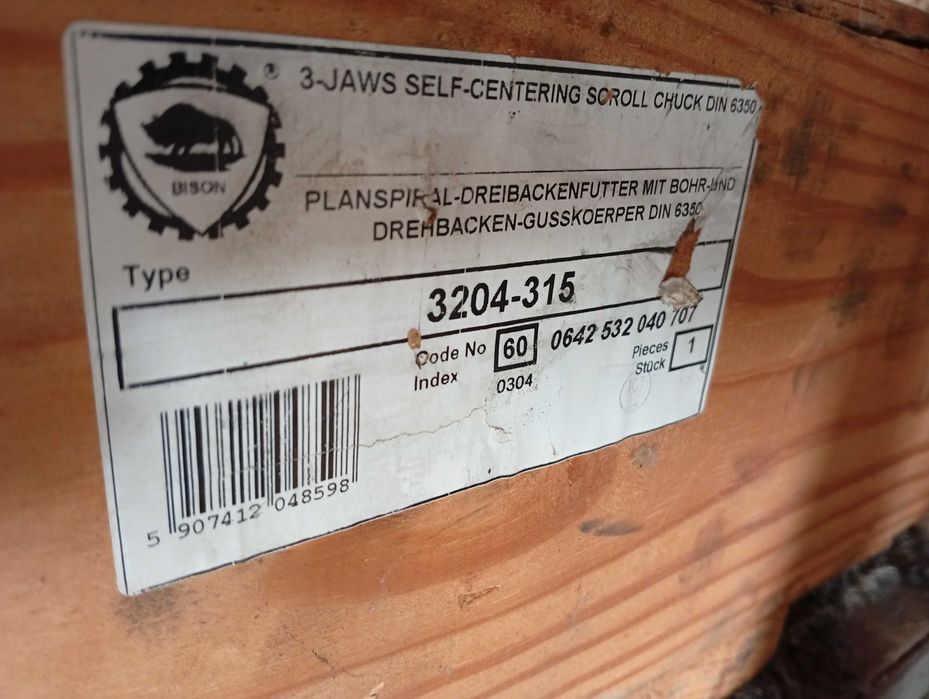 ®
3-JAWS SELF-CENTERING SCROLL CHUCK DIN 6350
BISON
PLANSPIRAL-DREIBACKENFUTTER MIT BOHR-UND
DREHBACKEN-GUSSKOERPER DIN 6350
Type
3204-315
Code No 60 0642 532 040 707
Index 0304
Pieces
Stück 1
5 907412 048598